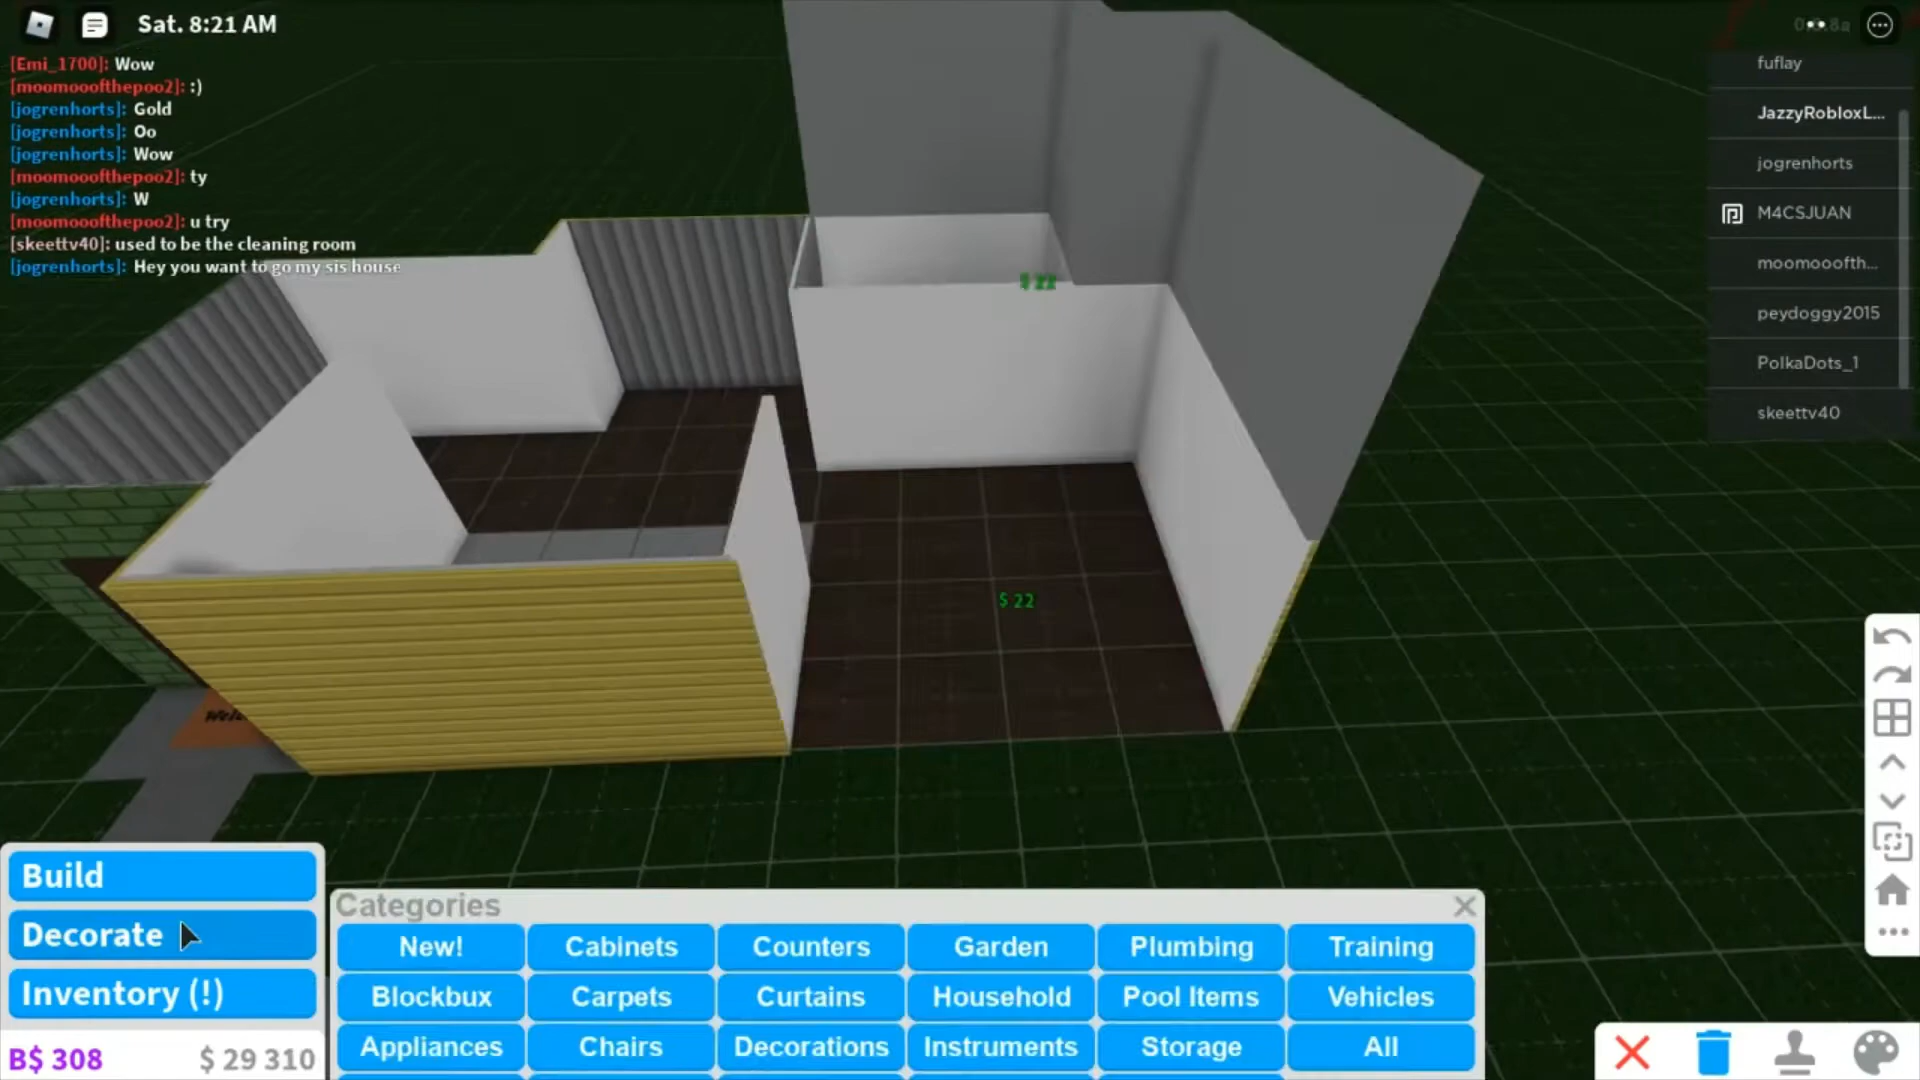 Sat. 8:21 AM
[Emi_1700]: Wow
[moomooofthepoo2]: :)
[jogrenhorts]: Gold
[jogrenhorts]: Oo
[jogrenhorts]: Wow
[moomooofthepoo2]: ty
[jogrenhorts]: W
[moomooofthepoo2]: u try
[skeettv40]: used to be the cleaning room
[jogrenhorts]: Hey you want to go my sis house
fuflay
JazzyRobloxL...
jogrenhorts
M4CSJUAN
moomooofth...
peydoggy2015
PolkaDots_1
skeettv40
$ 22
$ 22
Build
Decorate
Inventory (!)
B$ 308
$ 29 310
Categories
New!
Cabinets
Counters
Garden
Plumbing
Training
Blockbux
Carpets
Curtains
Household
Pool Items
Vehicles
Appliances
Chairs
Decorations
Instruments
Storage
All